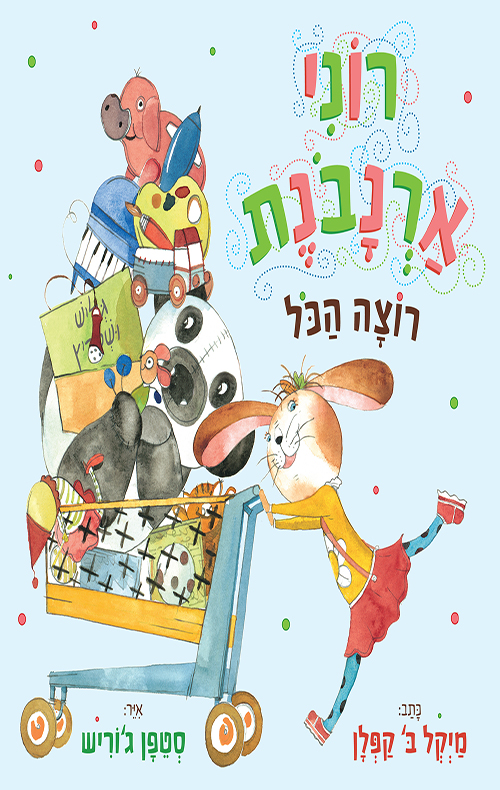 רוֹנִי
אַרְנָבֹנֶת
רוֹצָה הַכֹּל
כָּתַב:
מַיְקְל בּ' קַפְּלָן
אִיֵּר:
סְטֵפָן ג'וֹרִישׁ